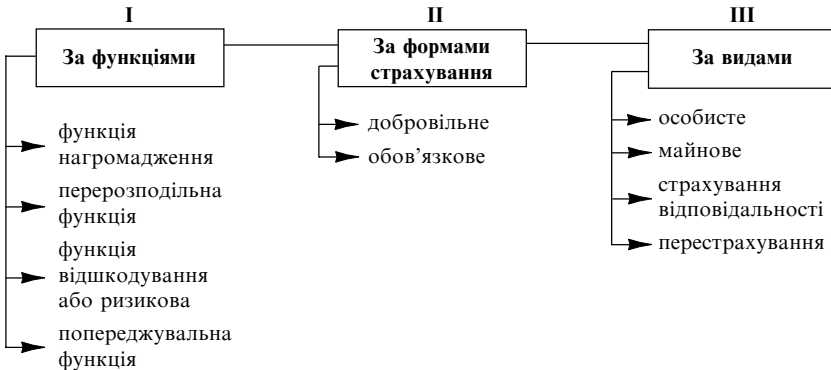 I
II
III
За функціями
За формами
страхування
За видами
функція
нагромадження
перерозподільна
функція
функція
відшкодування
або ризикова
попереджувальна
функція
добровільне
обов’язкове
особисте
майнове
страхування
відповідальності
перестрахування